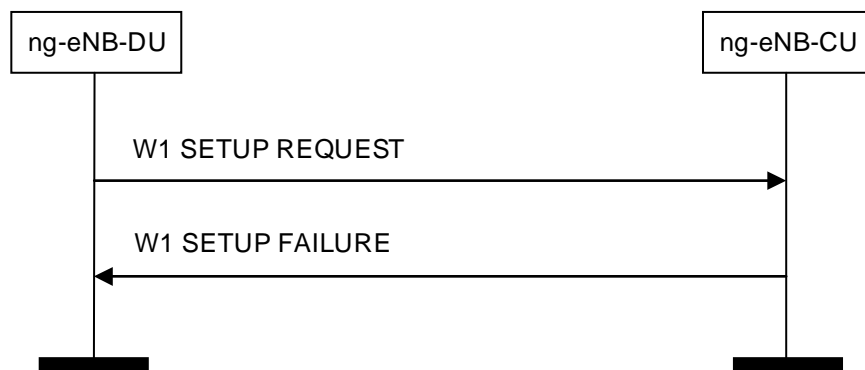 ng-eNB-DU
ng-eNB-CU
W1 SETUP REQUEST
W1 SETUP FAILURE